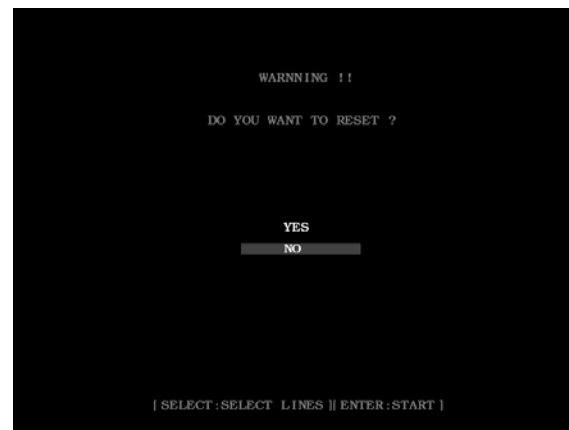 WARNNING !!
DO YOU WANT TO RESET ?
YES
NO
[ SELECT:SELECT LINES ][ ENTER:START ]